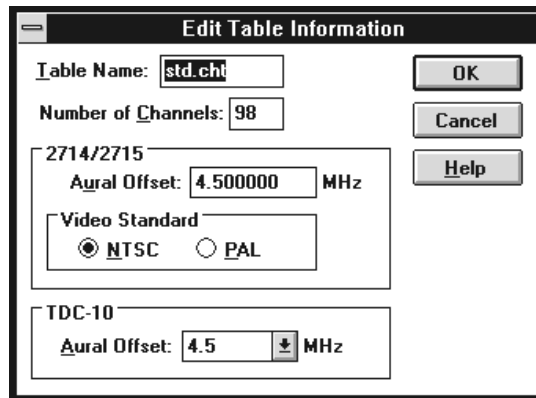 Edit Table Information
Table Name: std.cht
OK
Number of Channels: 98
Cancel
2714/2715
Help
Aural Offset: 4.500000 MHz
Video Standard
NTSC PAL
TDC-10
Aural Offset: 4.5 MHz